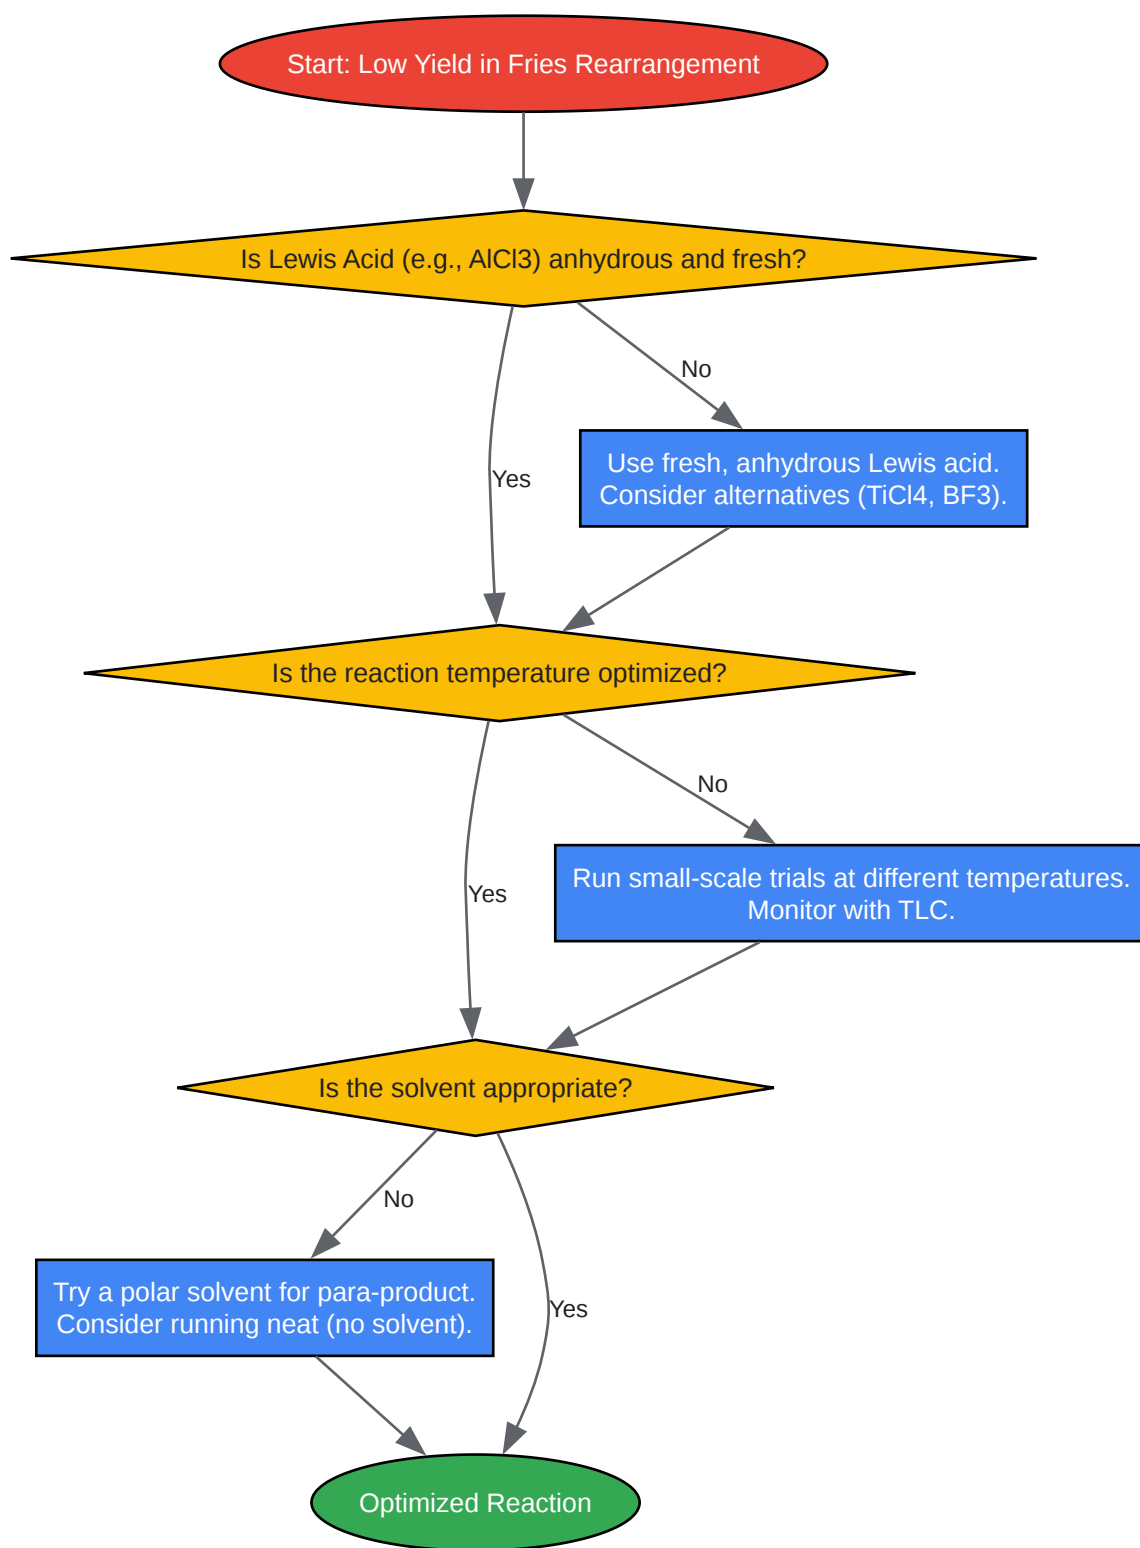 Start: Low Yield in Fries Rearrangement
Is Lewis Acid (e.g., AlCl3) anhydrous and fresh?
No
Use fresh, anhydrous Lewis acid.
Consider alternatives (TiCl4, BF3).
Yes
Is the reaction temperature optimized?
No
Run small-scale trials at different temperatures.
Monitor with TLC.
Yes
Is the solvent appropriate?
No
Try a polar solvent for para-product.
Consider running neat (no solvent).
Yes
Optimized Reaction